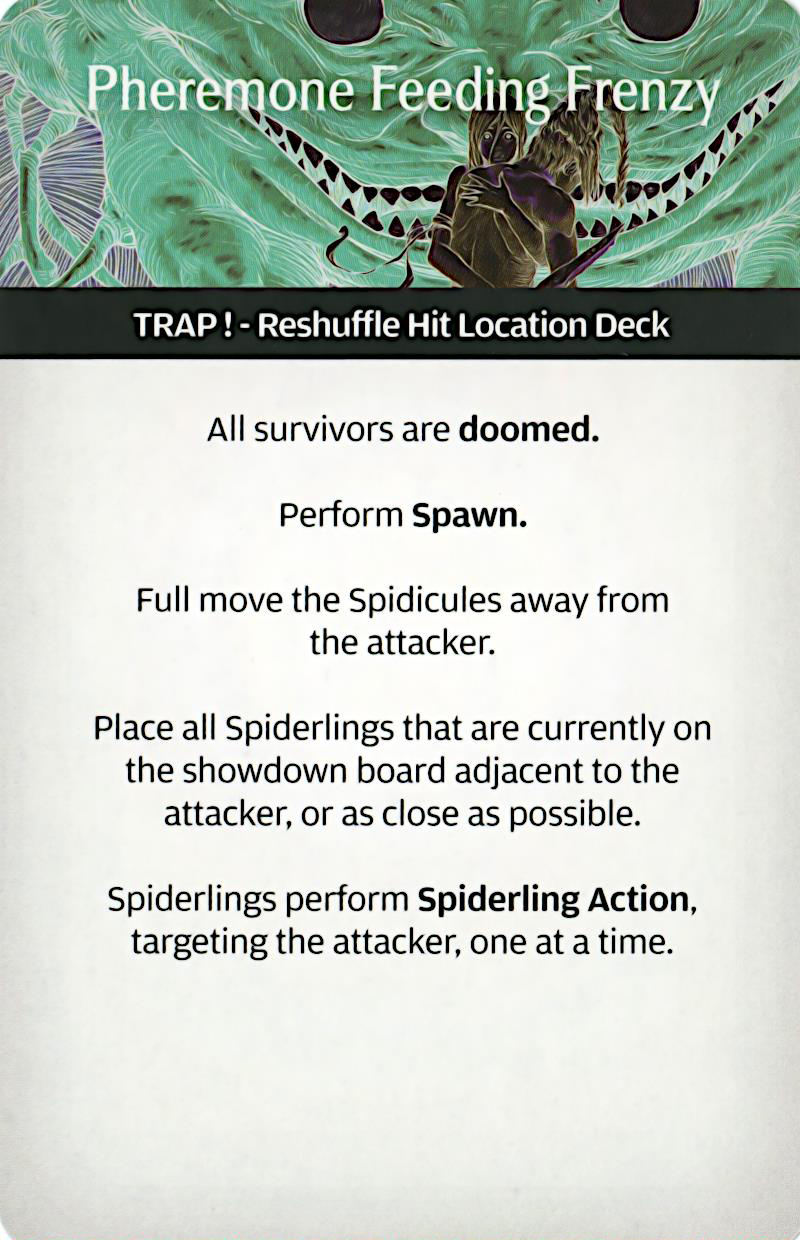 Pheremone Feeding Frenzy
TRAP! - Reshuffle Hit Location Deck
All survivors are doomed.
Perform Spawn.
Full move the Spidicules away from
the attacker.
Place all Spiderlings that are currently on
the showdown board adjacent to the
attacker, or as close as possible.
Spiderlings perform Spiderling Action,
targeting the attacker, one at a time.